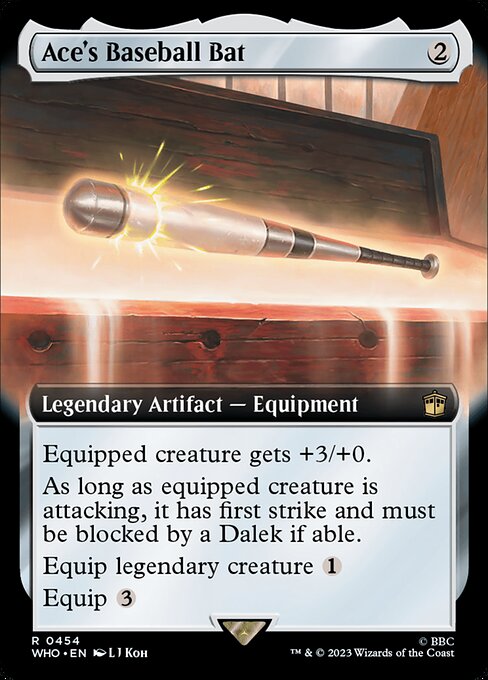 Ace's Baseball Bat 2
Legendary Artifact — Equipment
Equipped creature gets +3/+0.
As long as equipped creature is
attacking, it has first strike and must
be blocked by a Dalek if able.
Equip legendary creature 1
Equip 3
R 0454
WHO • EN LJ Koh
© BBC
™ & © 2023 Wizards of the Coast